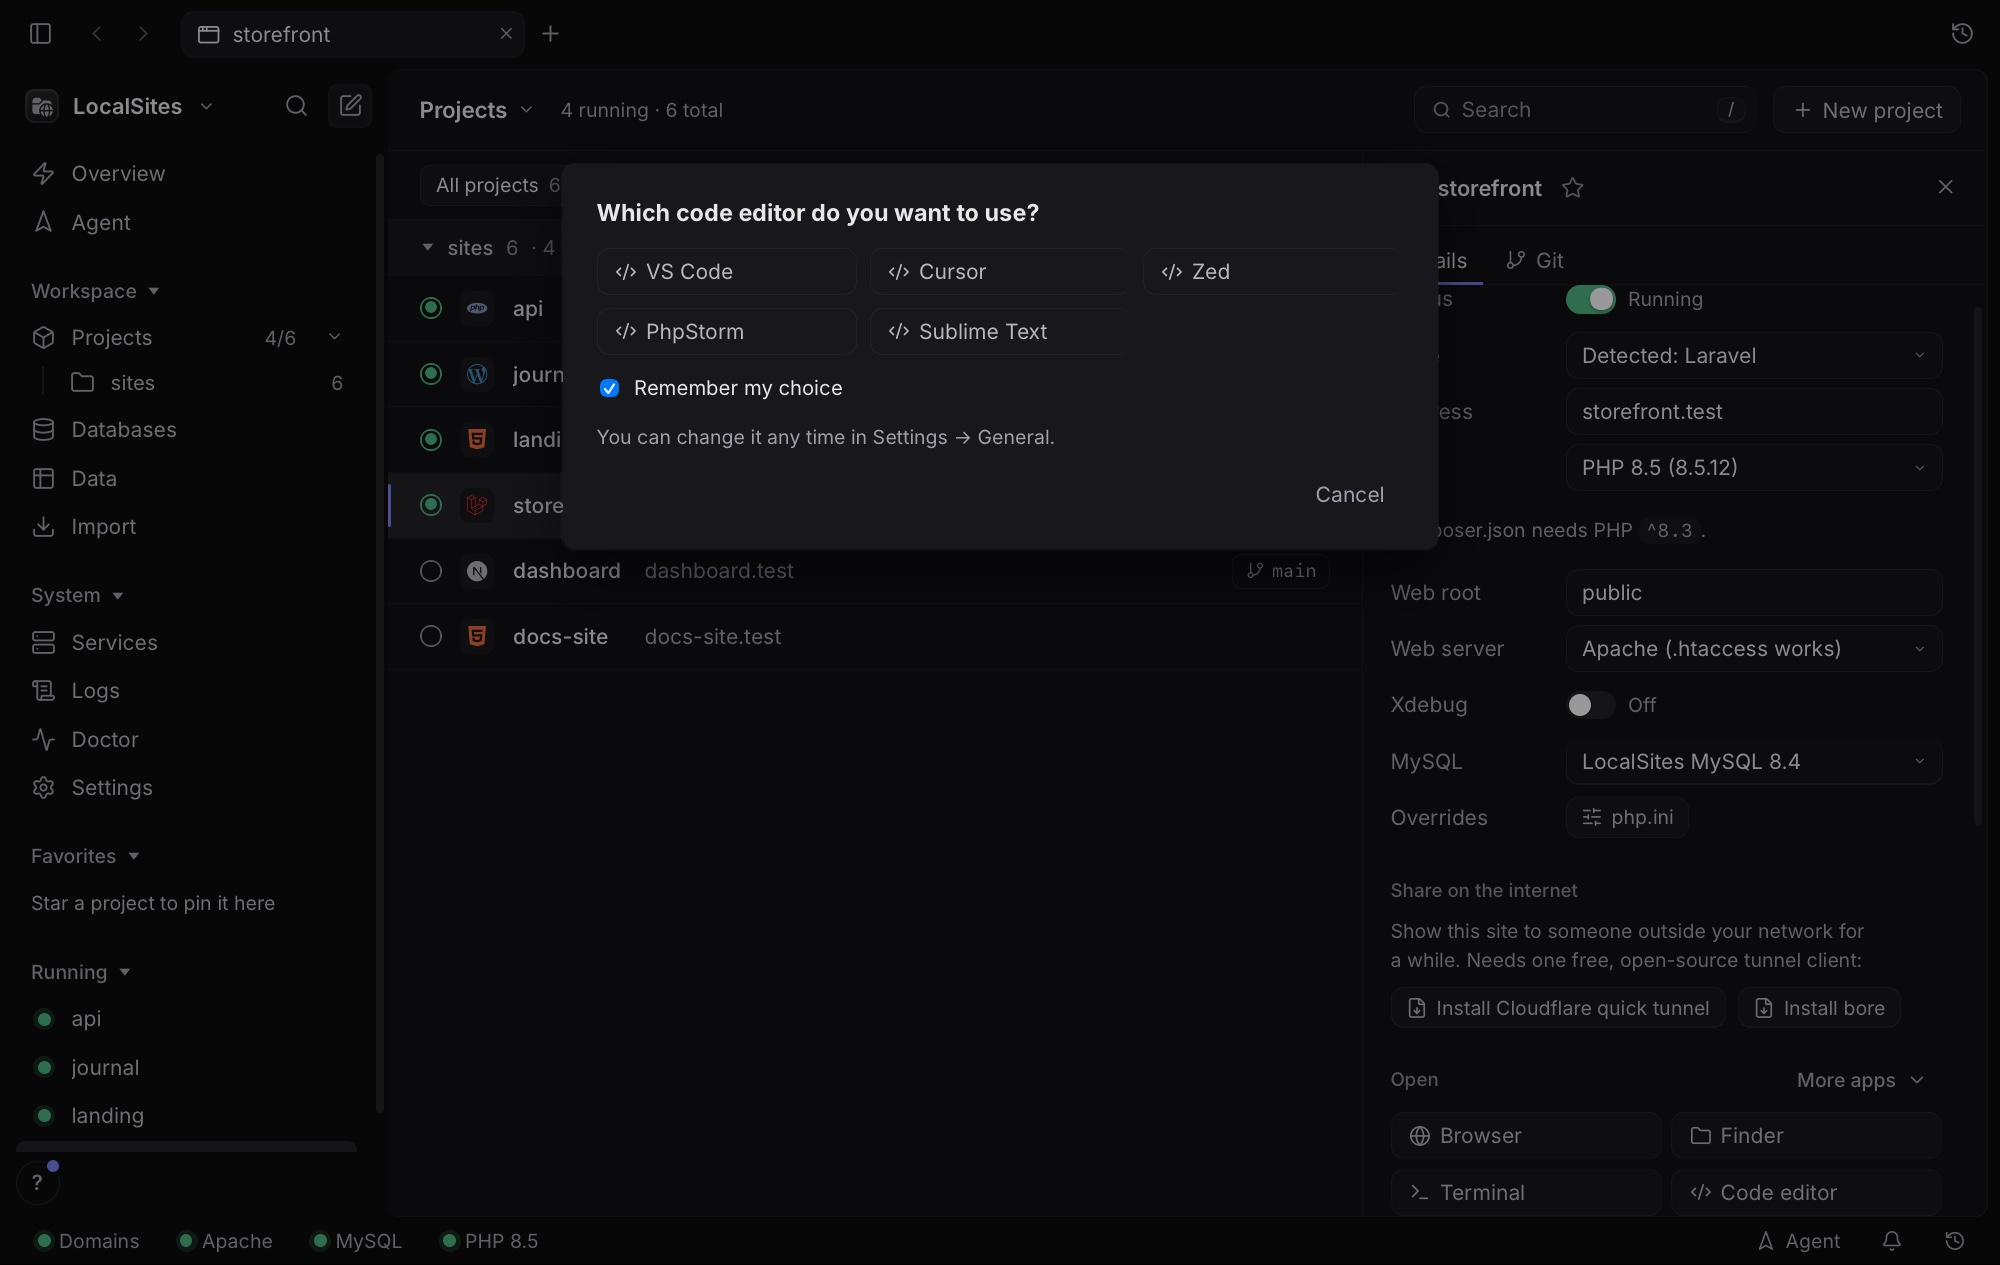 storefront
LocalSites
Projects
4 running · 6 total
Search
/
New project
Overview
Agent
Workspace
Projects 4/6
sites 6
Databases
Data
Import
System
Services
Logs
Doctor
Settings
Favorites
Star a project to pin it here
Running
api
journal
landing
?
All projects 6
sites 6 · 4
api
journ
landi
store
dashboard dashboard.test main
docs-site docs-site.test
Which code editor do you want to use?
VS Code
Cursor
Zed
PhpStorm
Sublime Text
Remember my choice
You can change it any time in Settings → General.
Cancel
storefront
ails
Git
us Running
Detected: Laravel
ess storefront.test
PHP 8.5 (8.5.12)
poser.json needs PHP ^8.3.
Web root public
Web server Apache (.htaccess works)
Xdebug Off
MySQL LocalSites MySQL 8.4
Overrides php.ini
Share on the internet
Show this site to someone outside your network for
a while. Needs one free, open-source tunnel client:
Install Cloudflare quick tunnel
Install bore
Open
More apps
Browser
Finder
Terminal
Code editor
Domains
Apache
MySQL
PHP 8.5
Agent